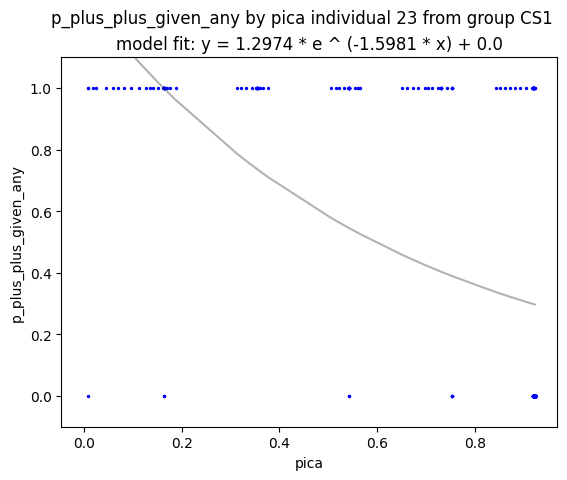 p_plus_plus_given_any by pica individual 23 from group CS1
model fit: y = 1.2974 * e ^ (-1.5981 * x) + 0.0
p_plus_plus_given_any
1.0
0.8
0.6
0.4
0.2
0.0
0.0 0.2 0.4 0.6 0.8
pica